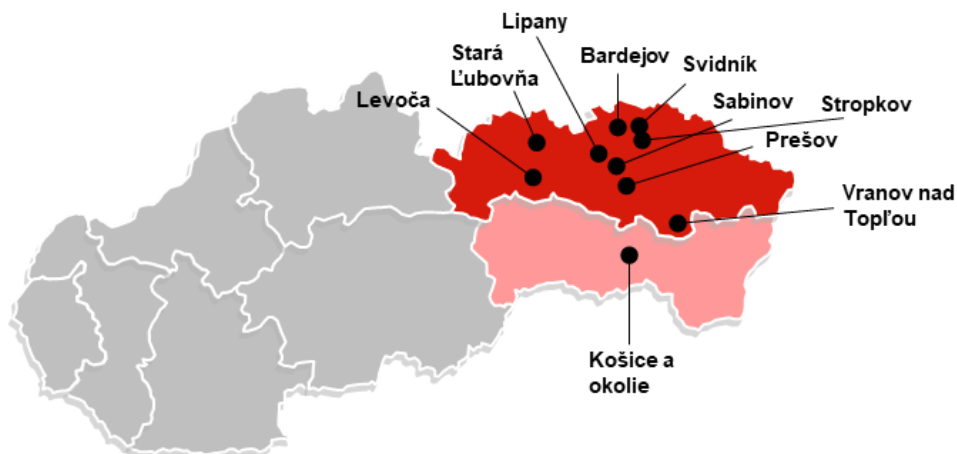 Lipany
Stará
Ľubovňa
Bardejov
Svidník
Levoča
Sabinov
Stropkov
Prešov
Vranov nad
Topľou
Košice a
okolie